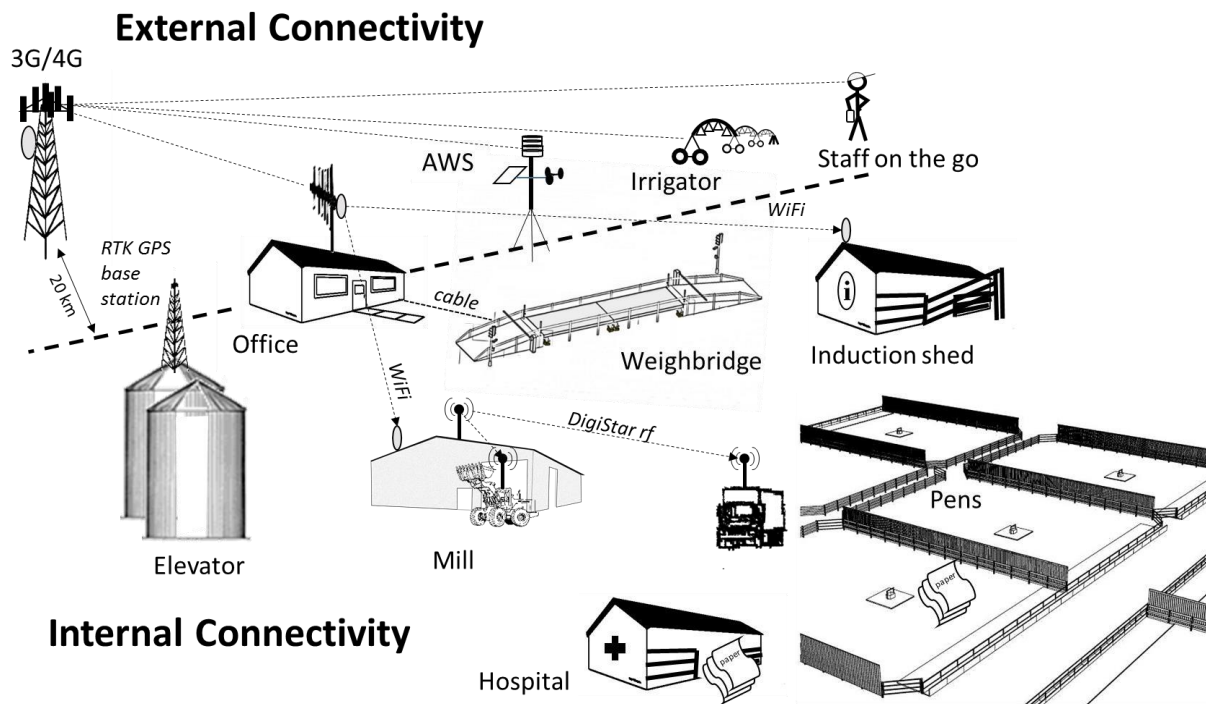 External Connectivity
3G/4G
AWS
Irrigator
Staff on the go
WiFi
RTK GPS
base
station
20 km
Office
cable
Weighbridge
i
Induction shed
WiFi
DigiStar rf
Pens
Elevator
Mill
paper
Internal Connectivity
Hospital
paper